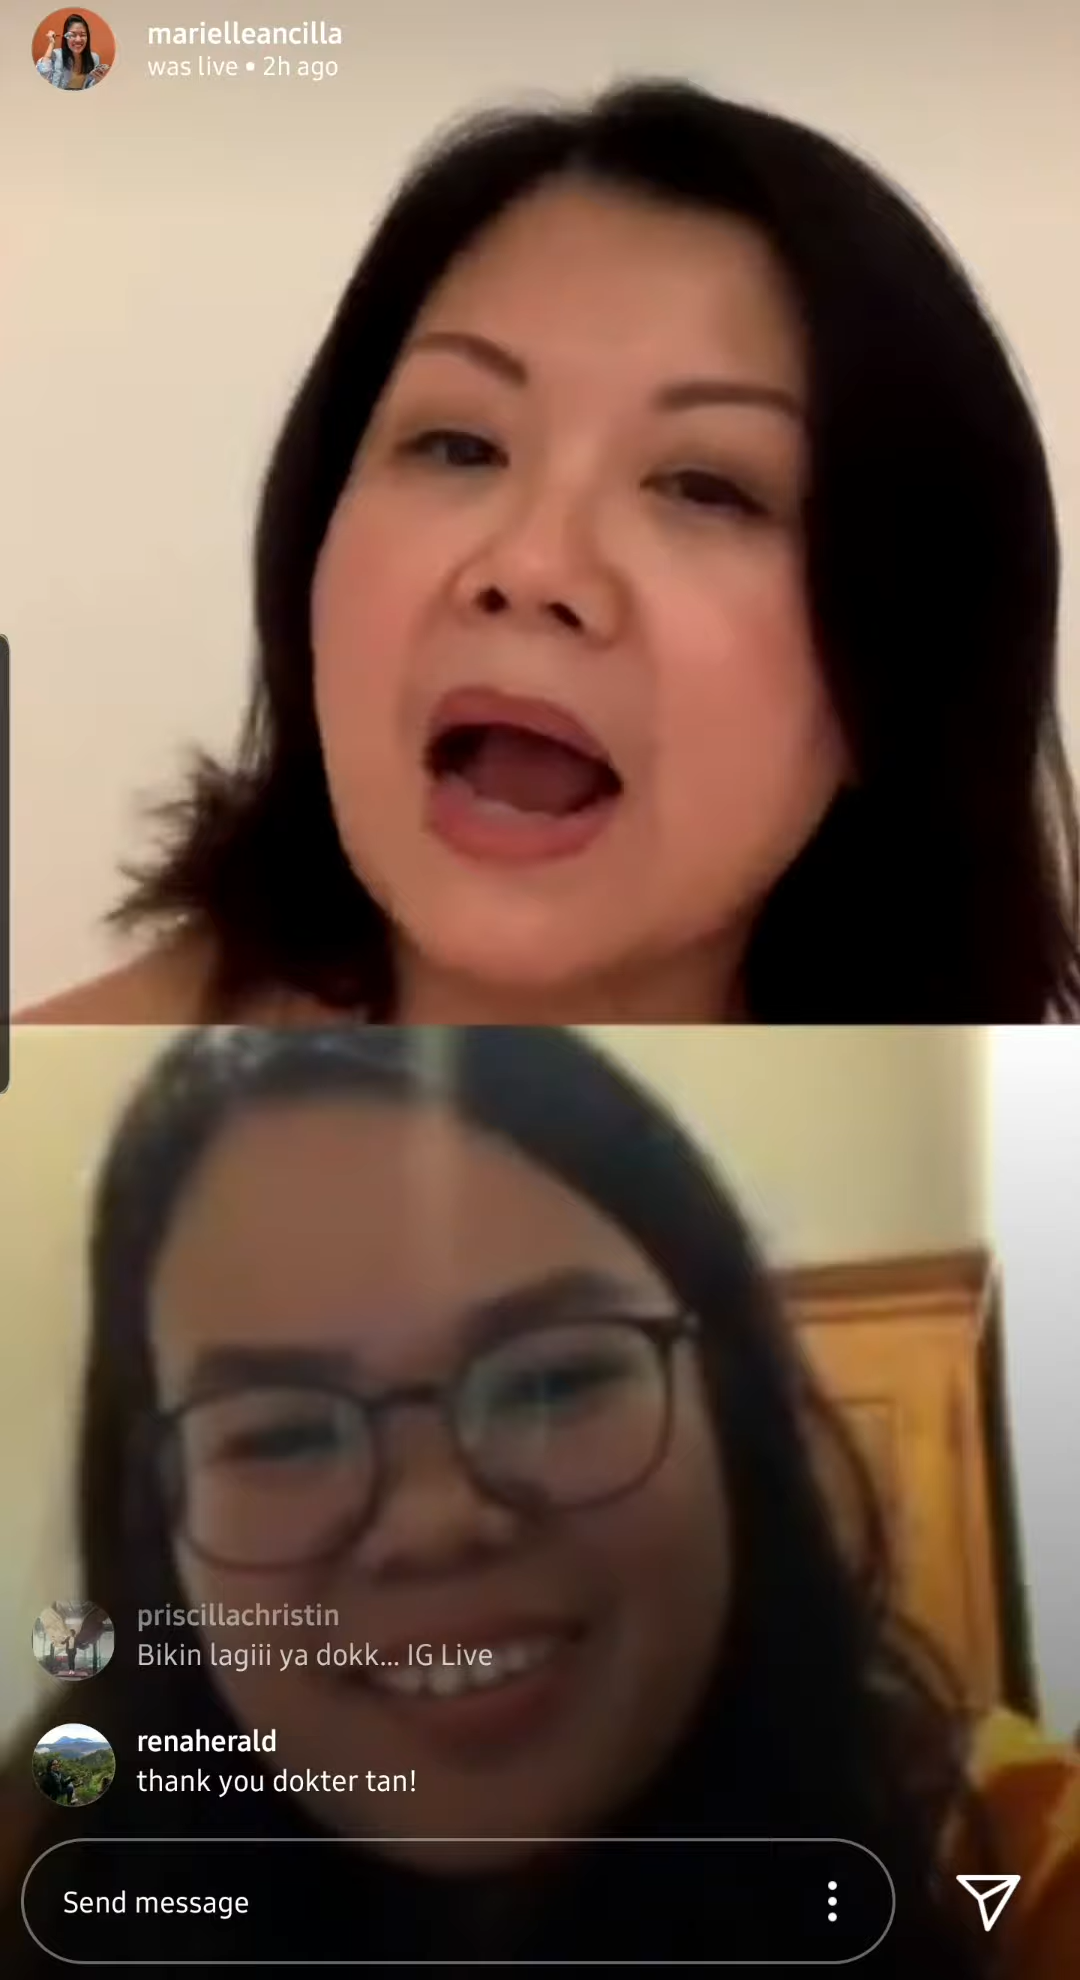 marielleancilla
was live • 2h ago
priscillachristin
Bikin lagiii ya dokk... IG Live
renaherald
thank you dokter tan!
Send message